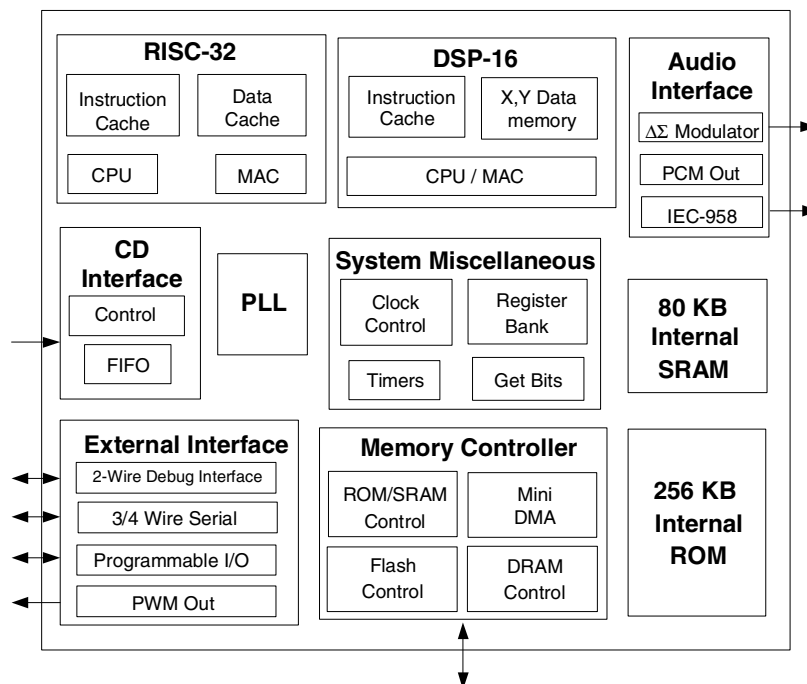 RISC-32
Instruction
Cache
Data
Cache
CPU
MAC
DSP-16
Instruction
Cache
X,Y Data
memory
CPU / MAC
Audio
Interface
ΔΣ Modulator
PCM Out
IEC-958
CD
Interface
Control
FIFO
PLL
System Miscellaneous
Clock
Control
Register
Bank
Timers
Get Bits
80 KB
Internal
SRAM
External Interface
2-Wire Debug Interface
3/4 Wire Serial
Programmable I/O
PWM Out
Memory Controller
ROM/SRAM
Control
Mini
DMA
Flash
Control
DRAM
Control
256 KB
Internal
ROM